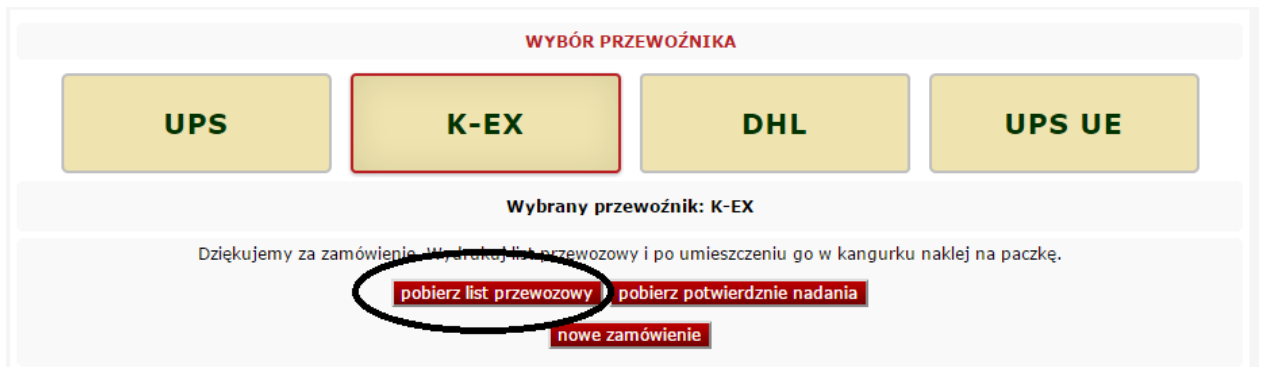 WYBÓR PRZEWOŹNIKA
UPS K-EX DHL UPS UE
Wybrany przewoźnik: K-EX
Dziękujemy za zamówienie. Wydrukuj list przewozowy i po umieszczeniu go w kangurku naklej na paczkę.
pobierz list przewozowy pobierz potwierdznie nadania
nowe zamówienie